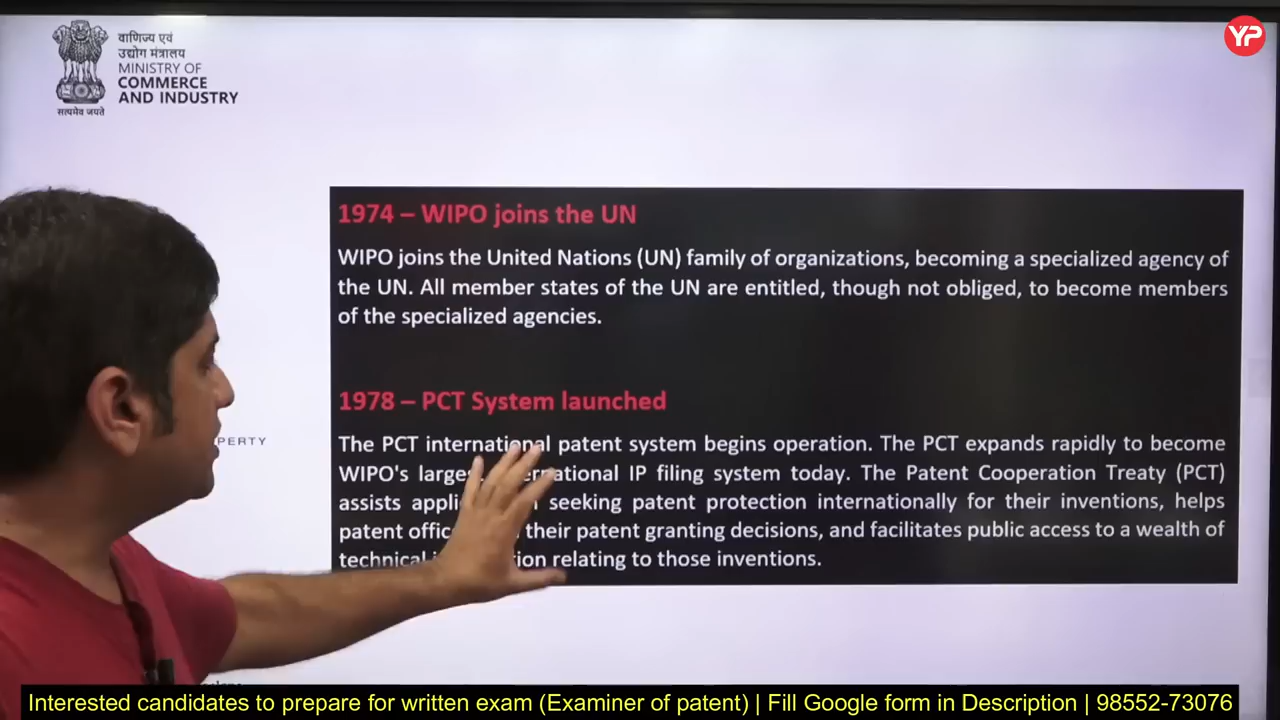 वाणिज्य एवं
उद्योग मंत्रालय
MINISTRY OF
COMMERCE
AND INDUSTRY
सत्यमेव जयते
YP
1974 – WIPO joins the UN
WIPO joins the United Nations (UN) family of organizations, becoming a specialized agency of
the UN. All member states of the UN are entitled, though not obliged, to become members
of the specialized agencies.
1978 – PCT System launched
The PCT international patent system begins operation. The PCT expands rapidly to become
WIPO's international IP filing system today. The Patent Cooperation Treaty (PCT)
assists seeking patent protection internationally for their inventions, helps
patent their patent granting decisions, and facilitates public access to a wealth of
technical relating to those inventions.
PERTY
Interested candidates to prepare for written exam (Examiner of patent) | Fill Google form in Description | 98552-73076